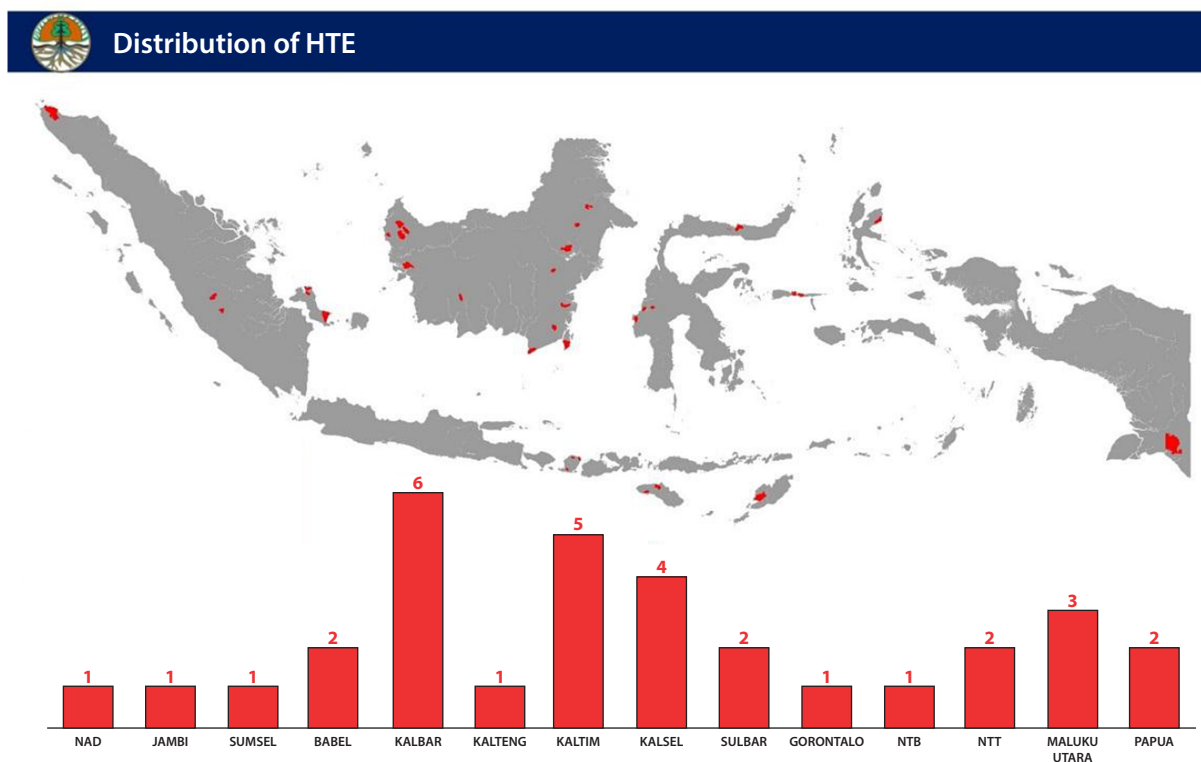 Distribution of HTE
6
5
4
3
2
2
2
2
1
1
1
1
1
1
NAD
JAMBI
SUMSEL
BABEL
KALBAR
KALTENG
KALTIM
KALSEL
SULBAR
GORONTALO
NTB
NTT
MALUKU
UTARA
PAPUA